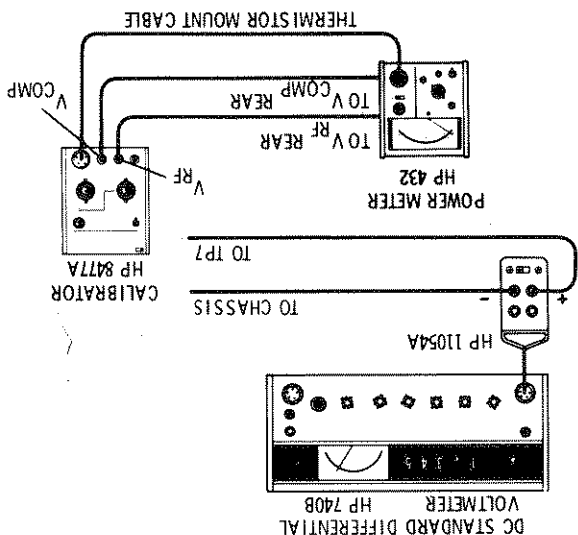 DC STANDARD DIFFERENTIAL
VOLTMETER HP 740B
HP 11054A
+ -
TO CHASSIS
TO TP7
CALIBRATOR
HP 8477A
POWER METER
HP 432
V RF
TO V RF REAR
TO V COMP REAR
V COMP
THERMISTOR MOUNT CABLE